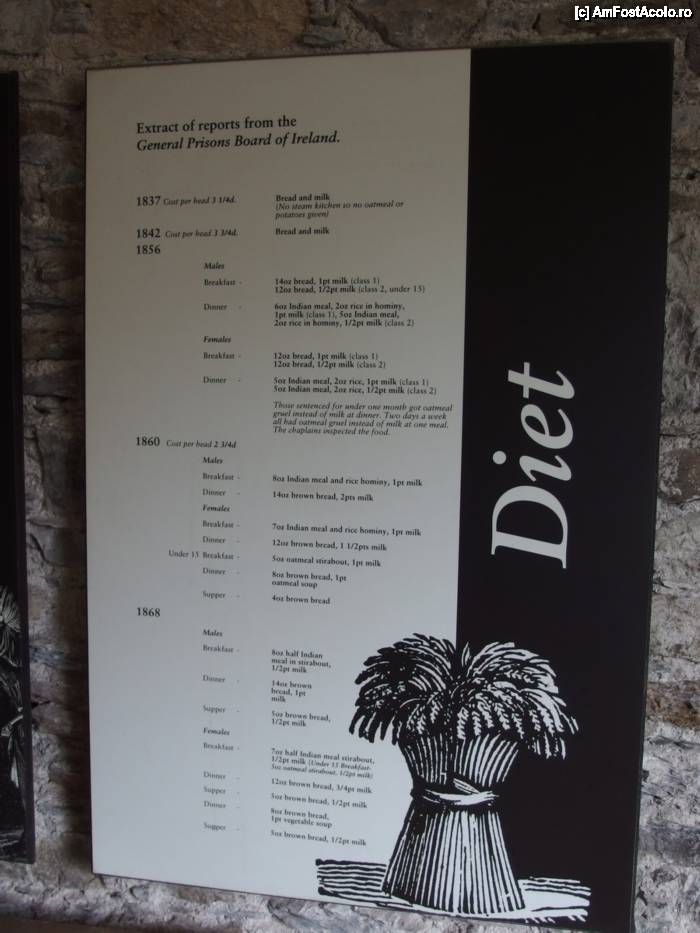 [c] AmFostAcolo.ro
Extract of reports from the
General Prisons Board of Ireland.
1837 Cost per head 3 1/4d. Bread and milk
(No steam kitchen so no oatmeal or
potatoes given)
1842 Cost per head 3 3/4d. Bread and milk
1856
Males
Breakfast - 14oz bread, 1pt milk (class 1)
12oz bread, 1/2pt milk (class 2, under 15)
Dinner - 6oz Indian meal, 2oz rice in hominy,
1pt milk (class 1), 5oz Indian meal,
2oz rice in hominy, 1/2pt milk (class 2)
Females
Breakfast - 12oz bread, 1pt milk (class 1)
12oz bread, 1/2pt milk (class 2)
Dinner - 5oz Indian meal, 2oz rice, 1pt milk (class 1)
5oz Indian meal, 2oz rice, 1/2pt milk (class 2)
Those sentenced for under one month got oatmeal
gruel instead of milk at dinner. Two days a week
all had oatmeal gruel instead of milk at one meal.
The chaplains inspected the food.
1860 Cost per head 2 3/4d
Males
Breakfast - 8oz Indian meal and rice hominy, 1pt milk
Dinner - 14oz brown bread, 2pts milk
Females
Breakfast - 7oz Indian meal and rice hominy, 1pt milk
Dinner - 12oz brown bread, 1 1/2pts milk
Under 15 Breakfast - 5oz oatmeal stirabout, 1pt milk
Dinner - 8oz brown bread, 1pt
oatmeal soup
Supper - 4oz brown bread
1868
Males
Breakfast - 8oz half Indian
meal in stirabout,
1/2pt milk
Dinner - 14oz brown
bread, 1pt
milk
Supper - 5oz brown bread,
1/2pt milk
Females
Breakfast - 7oz half Indian meal stirabout,
1/2pt milk (Under 15 Breakfast-
5oz oatmeal stirabout, 1/2pt milk)
Dinner - 12oz brown bread, 3/4pt milk
Supper - 5oz brown bread, 1/2pt milk
Dinner - 8oz brown bread,
1pt vegetable soup
Supper - 5oz brown bread, 1/2pt milk
Diet